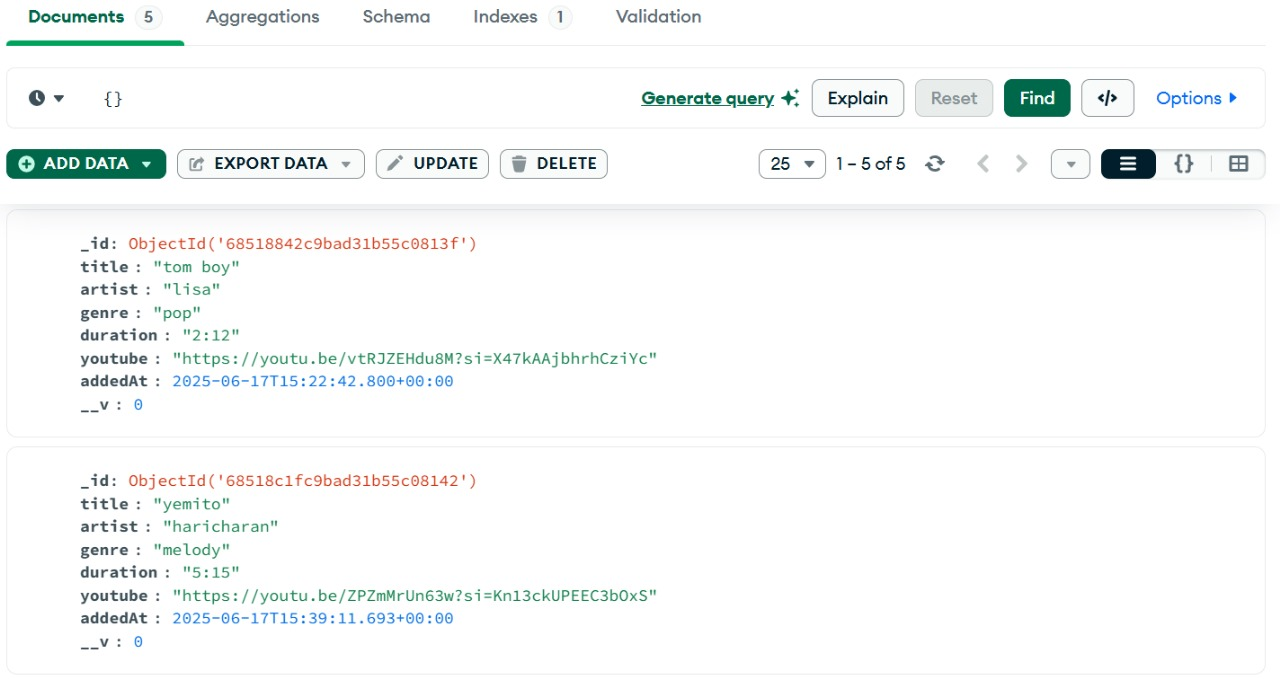 Documents 5 Aggregations Schema Indexes 1 Validation
{} Generate query Explain Reset Find </> Options
ADD DATA EXPORT DATA UPDATE DELETE 25 1 – 5 of 5 {}
_id: ObjectId('68518842c9bad31b55c0813f')
title : "tom boy"
artist : "lisa"
genre : "pop"
duration : "2:12"
youtube : "https://youtu.be/vtRJZEHdu8M?si=X47kAAjbhrhCziYc"
addedAt : 2025-06-17T15:22:42.800+00:00
__v : 0
_id: ObjectId('68518c1fc9bad31b55c08142')
title : "yemito"
artist : "haricharan"
genre : "melody"
duration : "5:15"
youtube : "https://youtu.be/ZPZmMrUn63w?si=Kn13ckUPEEC3bOxS"
addedAt : 2025-06-17T15:39:11.693+00:00
__v : 0